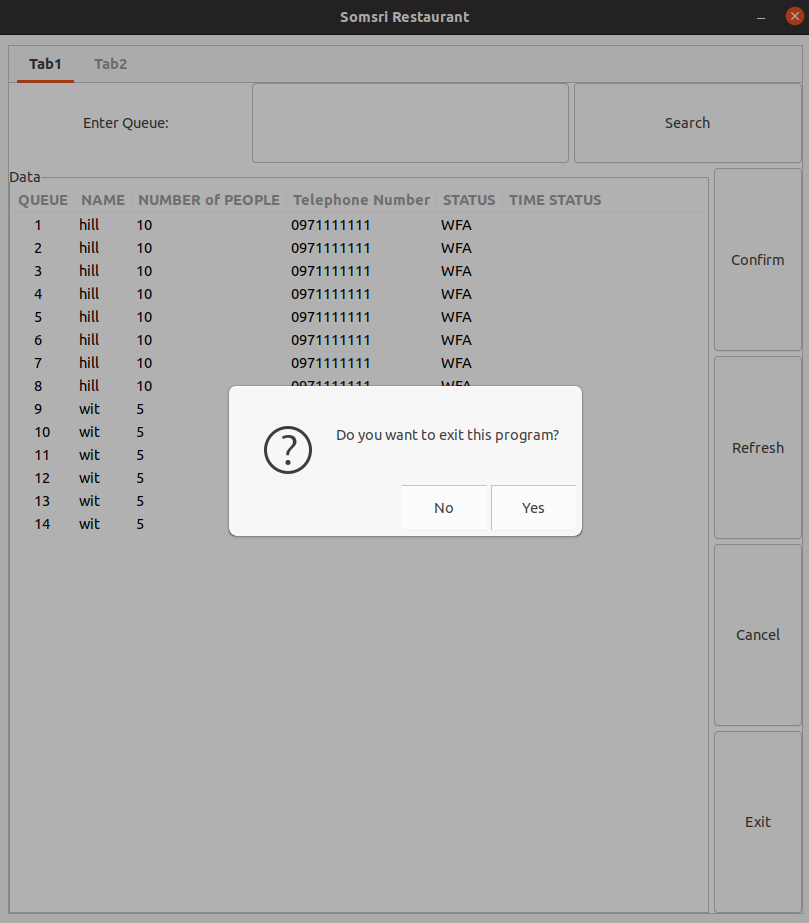 Somsri Restaurant
Tab1 Tab2
Enter Queue: Search
Data
QUEUE NAME NUMBER of PEOPLE Telephone Number STATUS TIME STATUS
1 hill 10 0971111111 WFA
2 hill 10 0971111111 WFA
3 hill 10 0971111111 WFA
4 hill 10 0971111111 WFA
5 hill 10 0971111111 WFA
6 hill 10 0971111111 WFA
7 hill 10 0971111111 WFA
8 hill 10 0971111111 WFA
9 wit 5
10 wit 5
11 wit 5
12 wit 5
13 wit 5
14 wit 5
Do you want to exit this program?
No Yes
Confirm
Refresh
Cancel
Exit